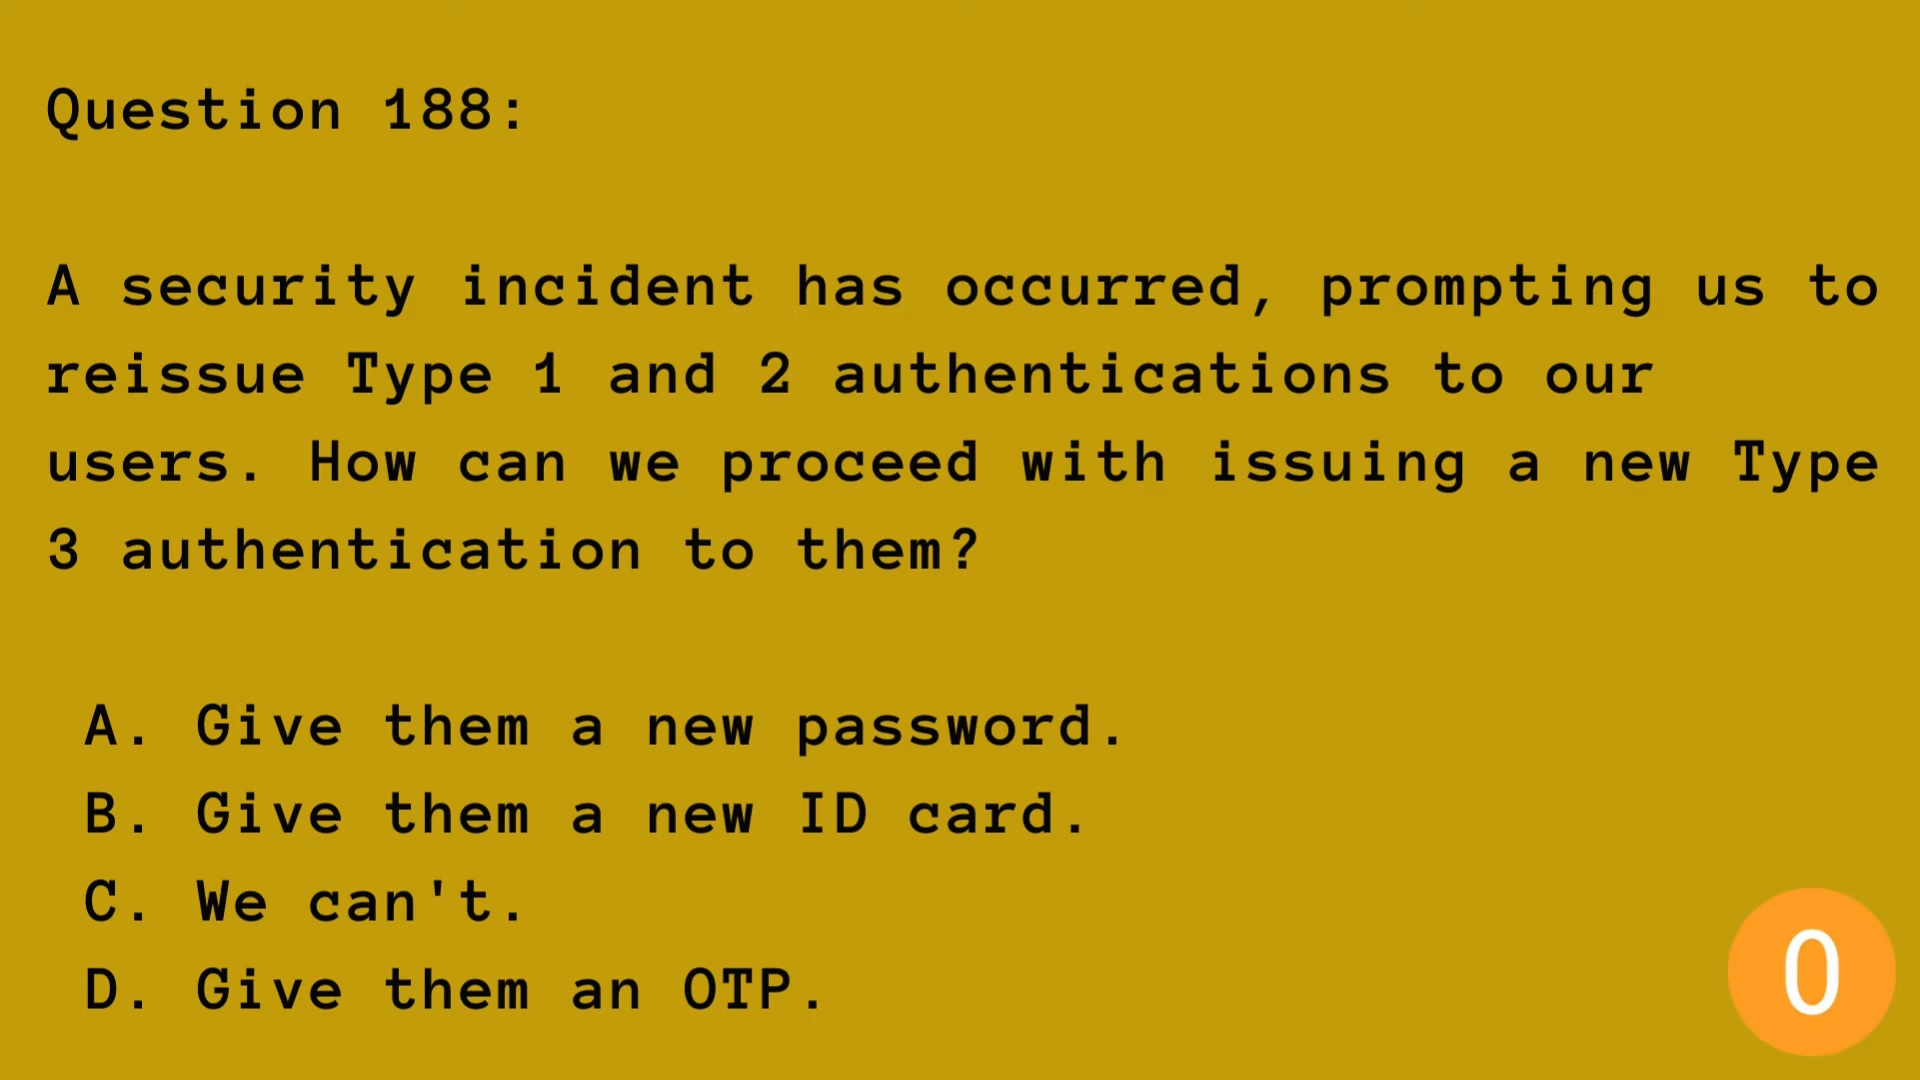 Question 188:
A security incident has occurred, prompting us to
reissue Type 1 and 2 authentications to our
users. How can we proceed with issuing a new Type
3 authentication to them?
A. Give them a new password.
B. Give them a new ID card.
C. We can't.
D. Give them an OTP.
0